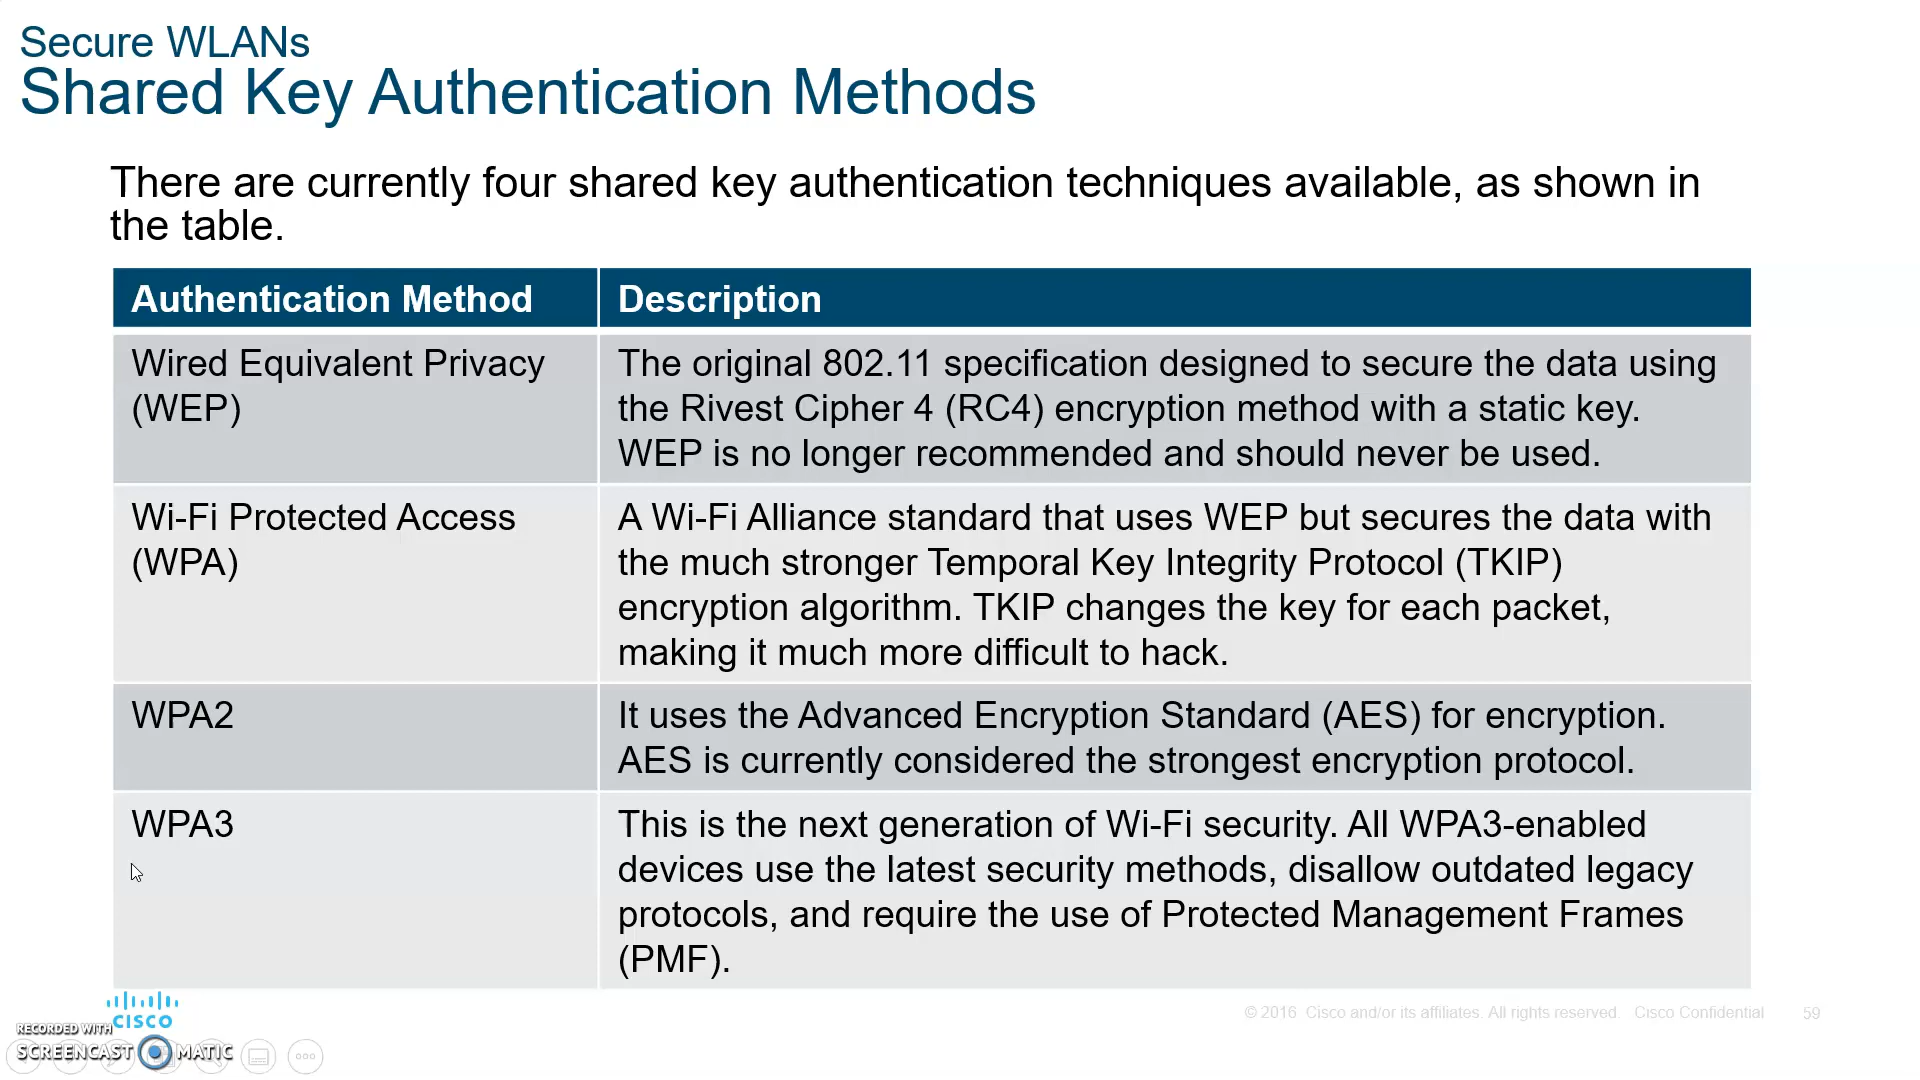 Secure WLANs
Shared Key Authentication Methods
There are currently four shared key authentication techniques available, as shown in
the table.
Authentication Method
Description
Wired Equivalent Privacy
(WEP)
The original 802.11 specification designed to secure the data using
the Rivest Cipher 4 (RC4) encryption method with a static key.
WEP is no longer recommended and should never be used.
Wi-Fi Protected Access
(WPA)
A Wi-Fi Alliance standard that uses WEP but secures the data with
the much stronger Temporal Key Integrity Protocol (TKIP)
encryption algorithm. TKIP changes the key for each packet,
making it much more difficult to hack.
WPA2
It uses the Advanced Encryption Standard (AES) for encryption.
AES is currently considered the strongest encryption protocol.
WPA3
This is the next generation of Wi-Fi security. All WPA3-enabled
devices use the latest security methods, disallow outdated legacy
protocols, and require the use of Protected Management Frames
(PMF).
CISCO
© 2016 Cisco and/or its affiliates. All rights reserved. Cisco Confidential
59
RECORDED WITH
SCREENCAST MATIC